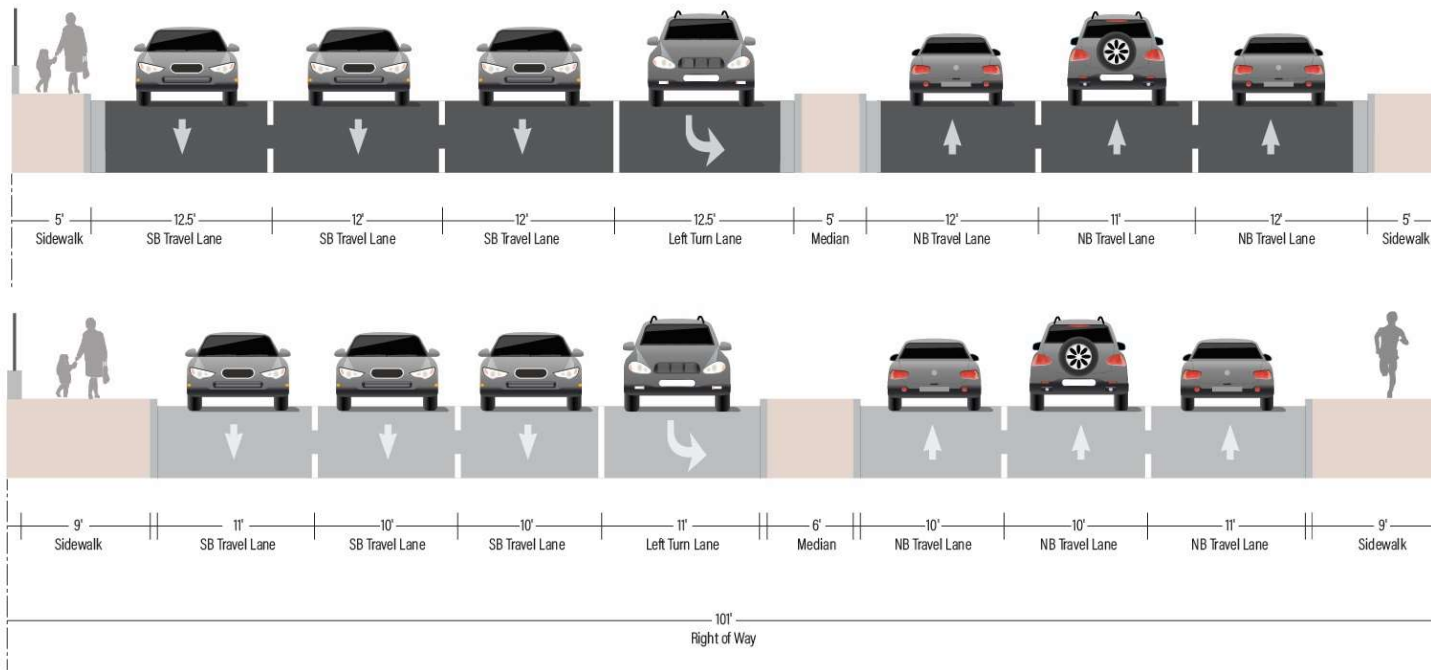 5' 12.5' 12' 12' 12.5' 5' 12' 11' 12' 5'
Sidewalk SB Travel Lane SB Travel Lane SB Travel Lane Left Turn Lane Median NB Travel Lane NB Travel Lane NB Travel Lane Sidewalk
9' 11' 10' 10' 11' 6' 10' 10' 11' 9'
Sidewalk SB Travel Lane SB Travel Lane SB Travel Lane Left Turn Lane Median NB Travel Lane NB Travel Lane NB Travel Lane Sidewalk
101'
Right of Way